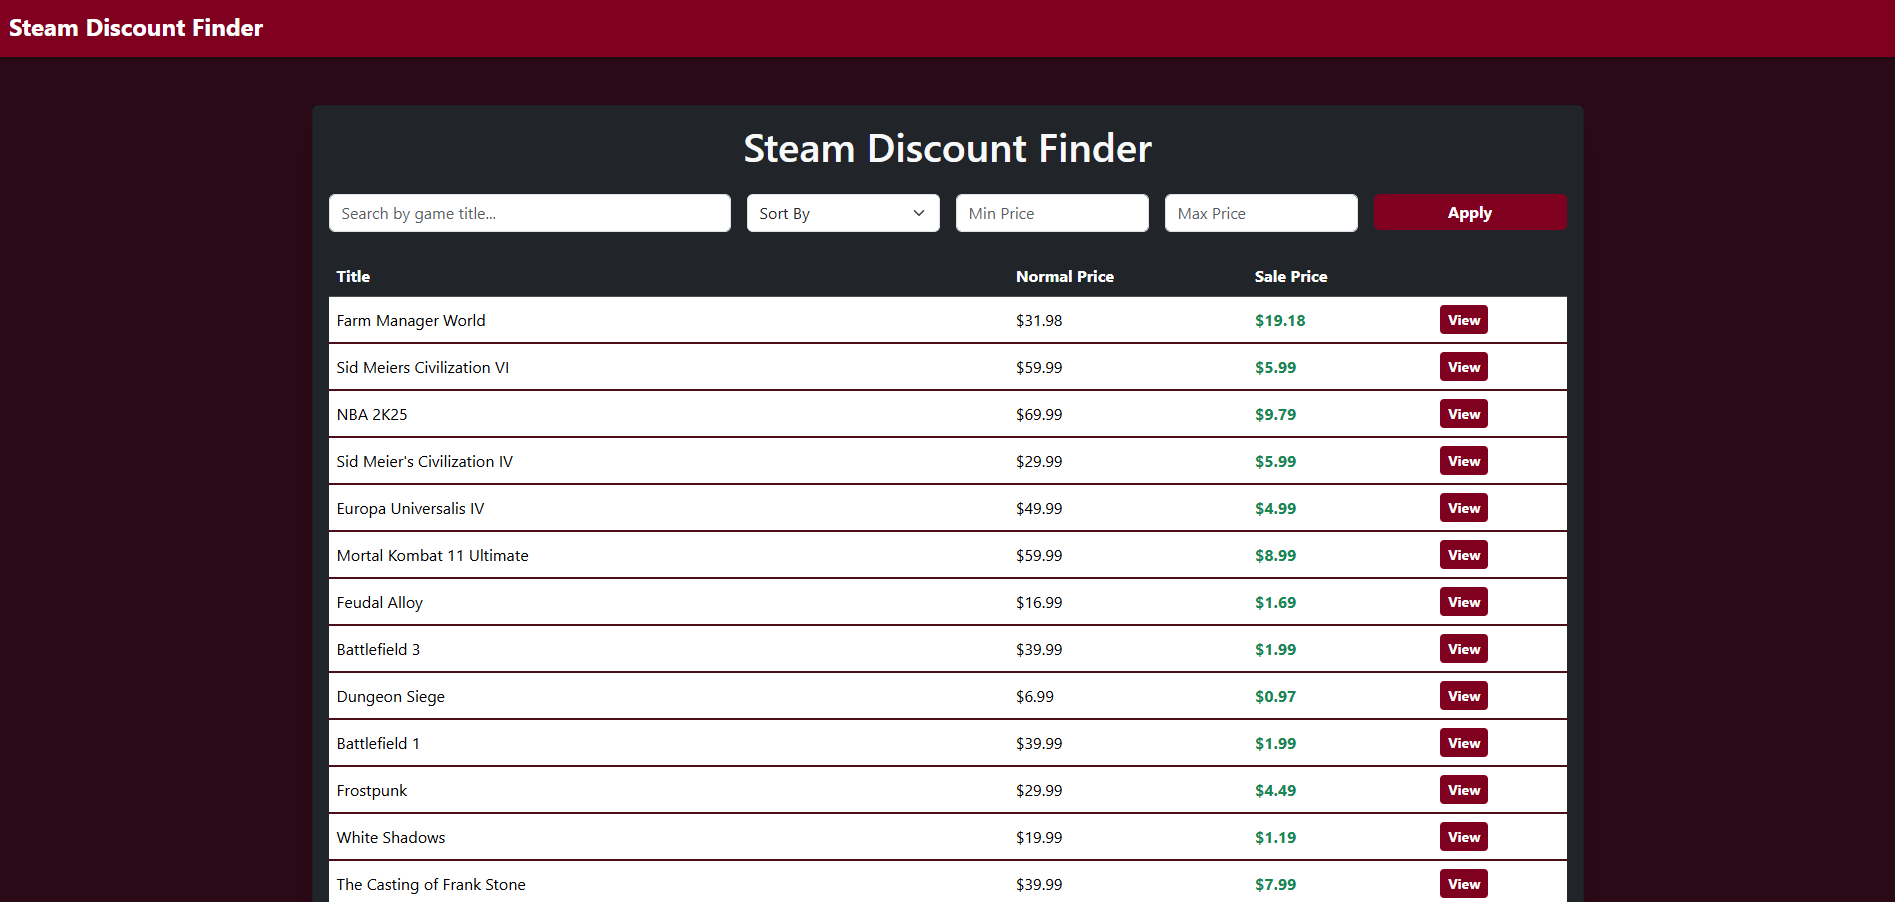 Steam Discount Finder
Steam Discount Finder
Search by game title... Sort By Min Price Max Price Apply
Title Normal Price Sale Price
Farm Manager World $31.98 $19.18 View
Sid Meiers Civilization VI $59.99 $5.99 View
NBA 2K25 $69.99 $9.79 View
Sid Meier's Civilization IV $29.99 $5.99 View
Europa Universalis IV $49.99 $4.99 View
Mortal Kombat 11 Ultimate $59.99 $8.99 View
Feudal Alloy $16.99 $1.69 View
Battlefield 3 $39.99 $1.99 View
Dungeon Siege $6.99 $0.97 View
Battlefield 1 $39.99 $1.99 View
Frostpunk $29.99 $4.49 View
White Shadows $19.99 $1.19 View
The Casting of Frank Stone $39.99 $7.99 View